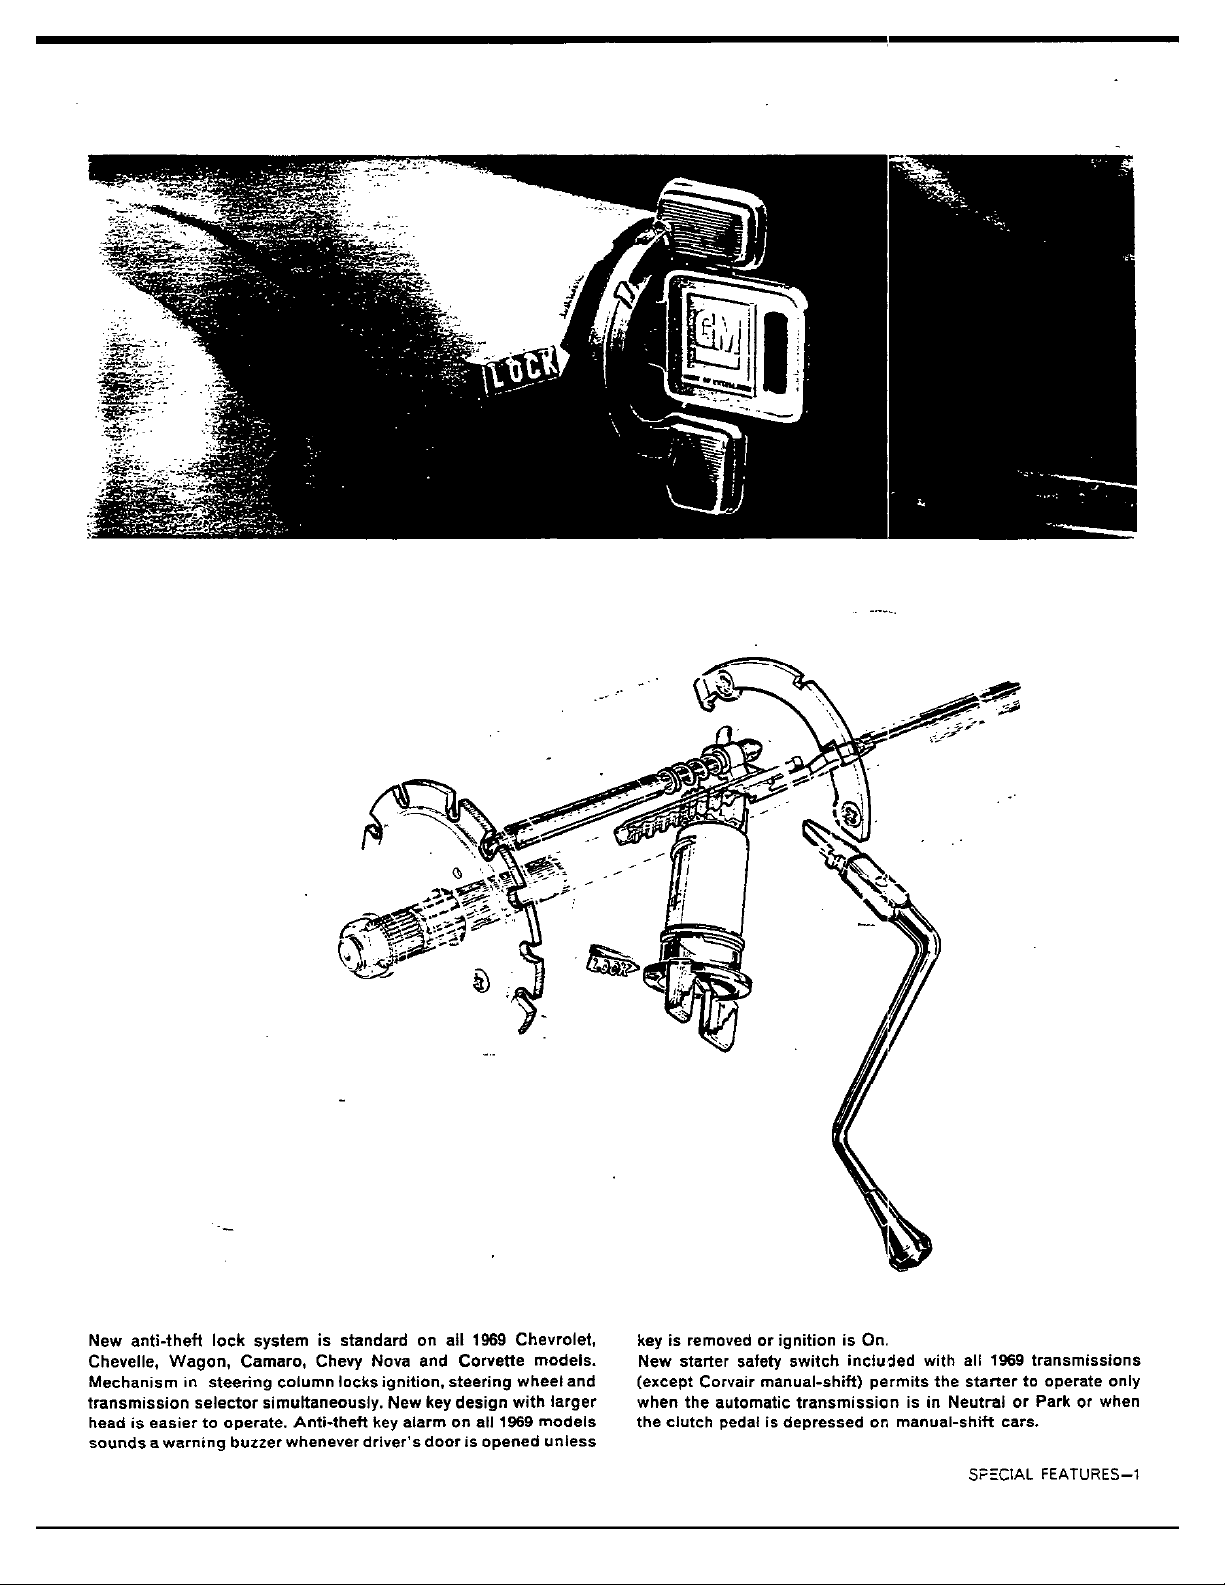 LOCK
GM
LOCK
New anti-theft lock system is standard on all 1969 Chevrolet,
Chevelle, Wagon, Camaro, Chevy Nova and Corvette models.
Mechanism in steering column locks ignition, steering wheel and
transmission selector simultaneously. New key design with larger
head is easier to operate. Anti-theft key alarm on all 1969 models
sounds a warning buzzer whenever driver's door is opened unless
key is removed or ignition is On.
New starter safety switch included with all 1969 transmissions
(except Corvair manual-shift) permits the starter to operate only
when the automatic transmission is in Neutral or Park or when
the clutch pedal is depressed on manual-shift cars.
SPECIAL FEATURES—1